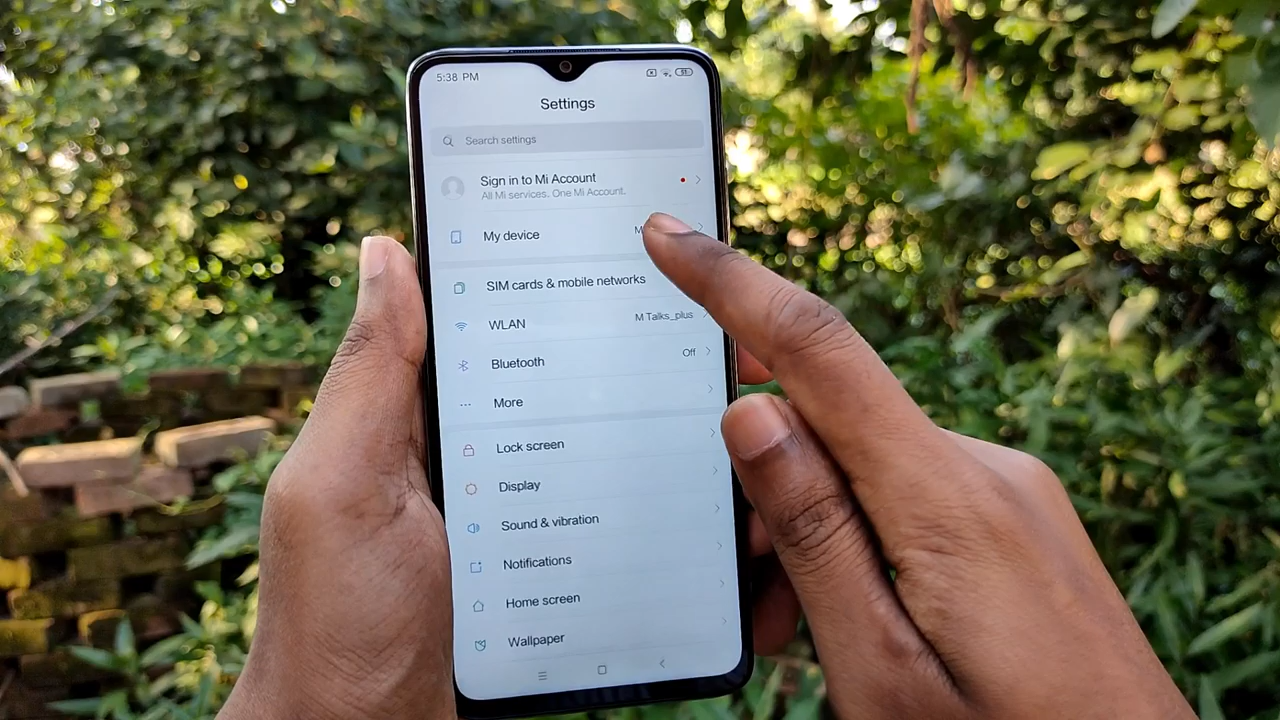 5:38 PM
51
Settings
Search settings
Sign in to Mi Account
All Mi services. One Mi Account.
My device
SIM cards & mobile networks
WLAN M Talks_plus
Bluetooth Off
More
Lock screen
Display
Sound & vibration
Notifications
Home screen
Wallpaper